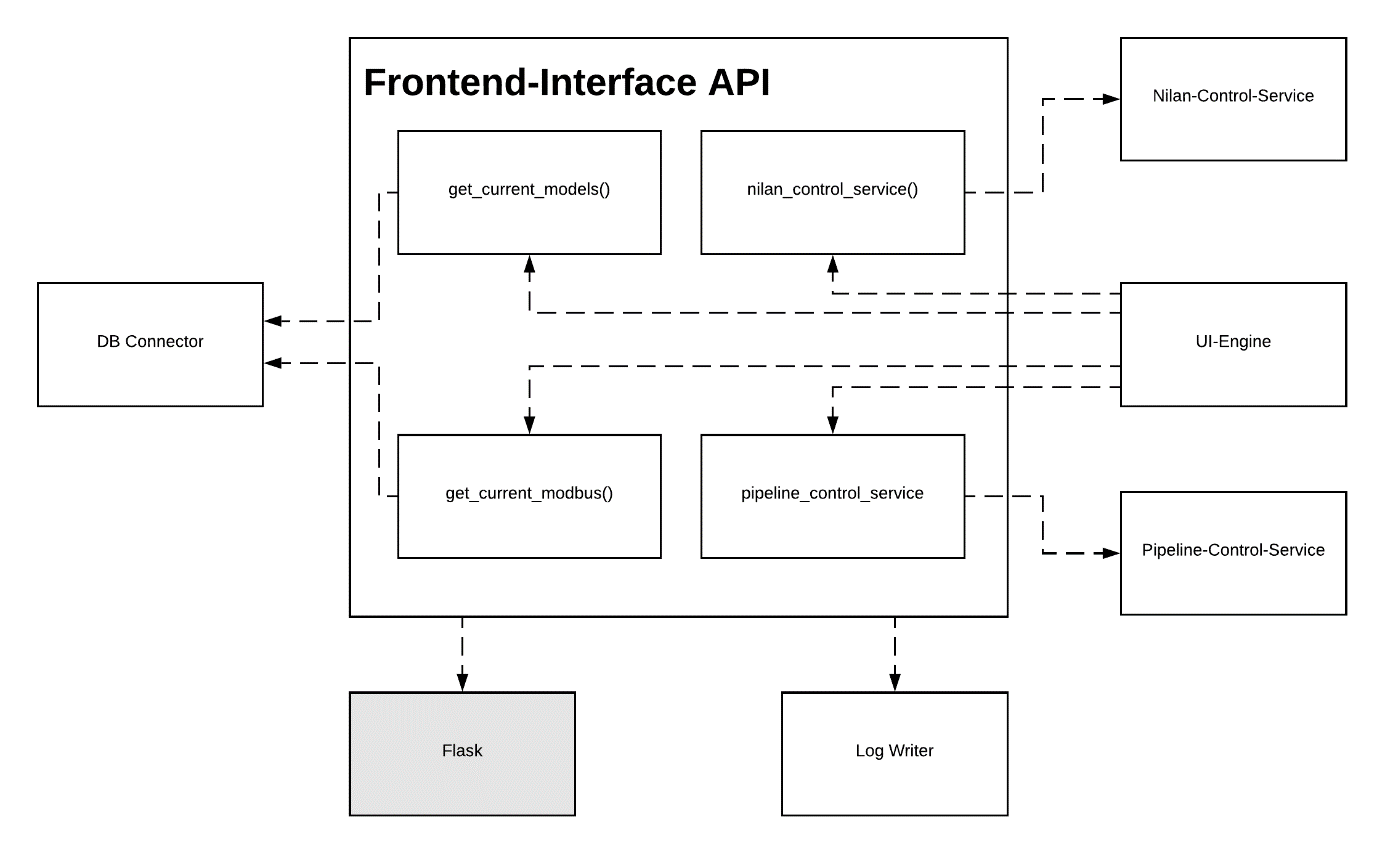 Frontend-Interface API
Nilan-Control-Service
get_current_models()
nilan_control_service()
DB Connector
UI-Engine
get_current_modbus()
pipeline_control_service
Pipeline-Control-Service
Flask
Log Writer